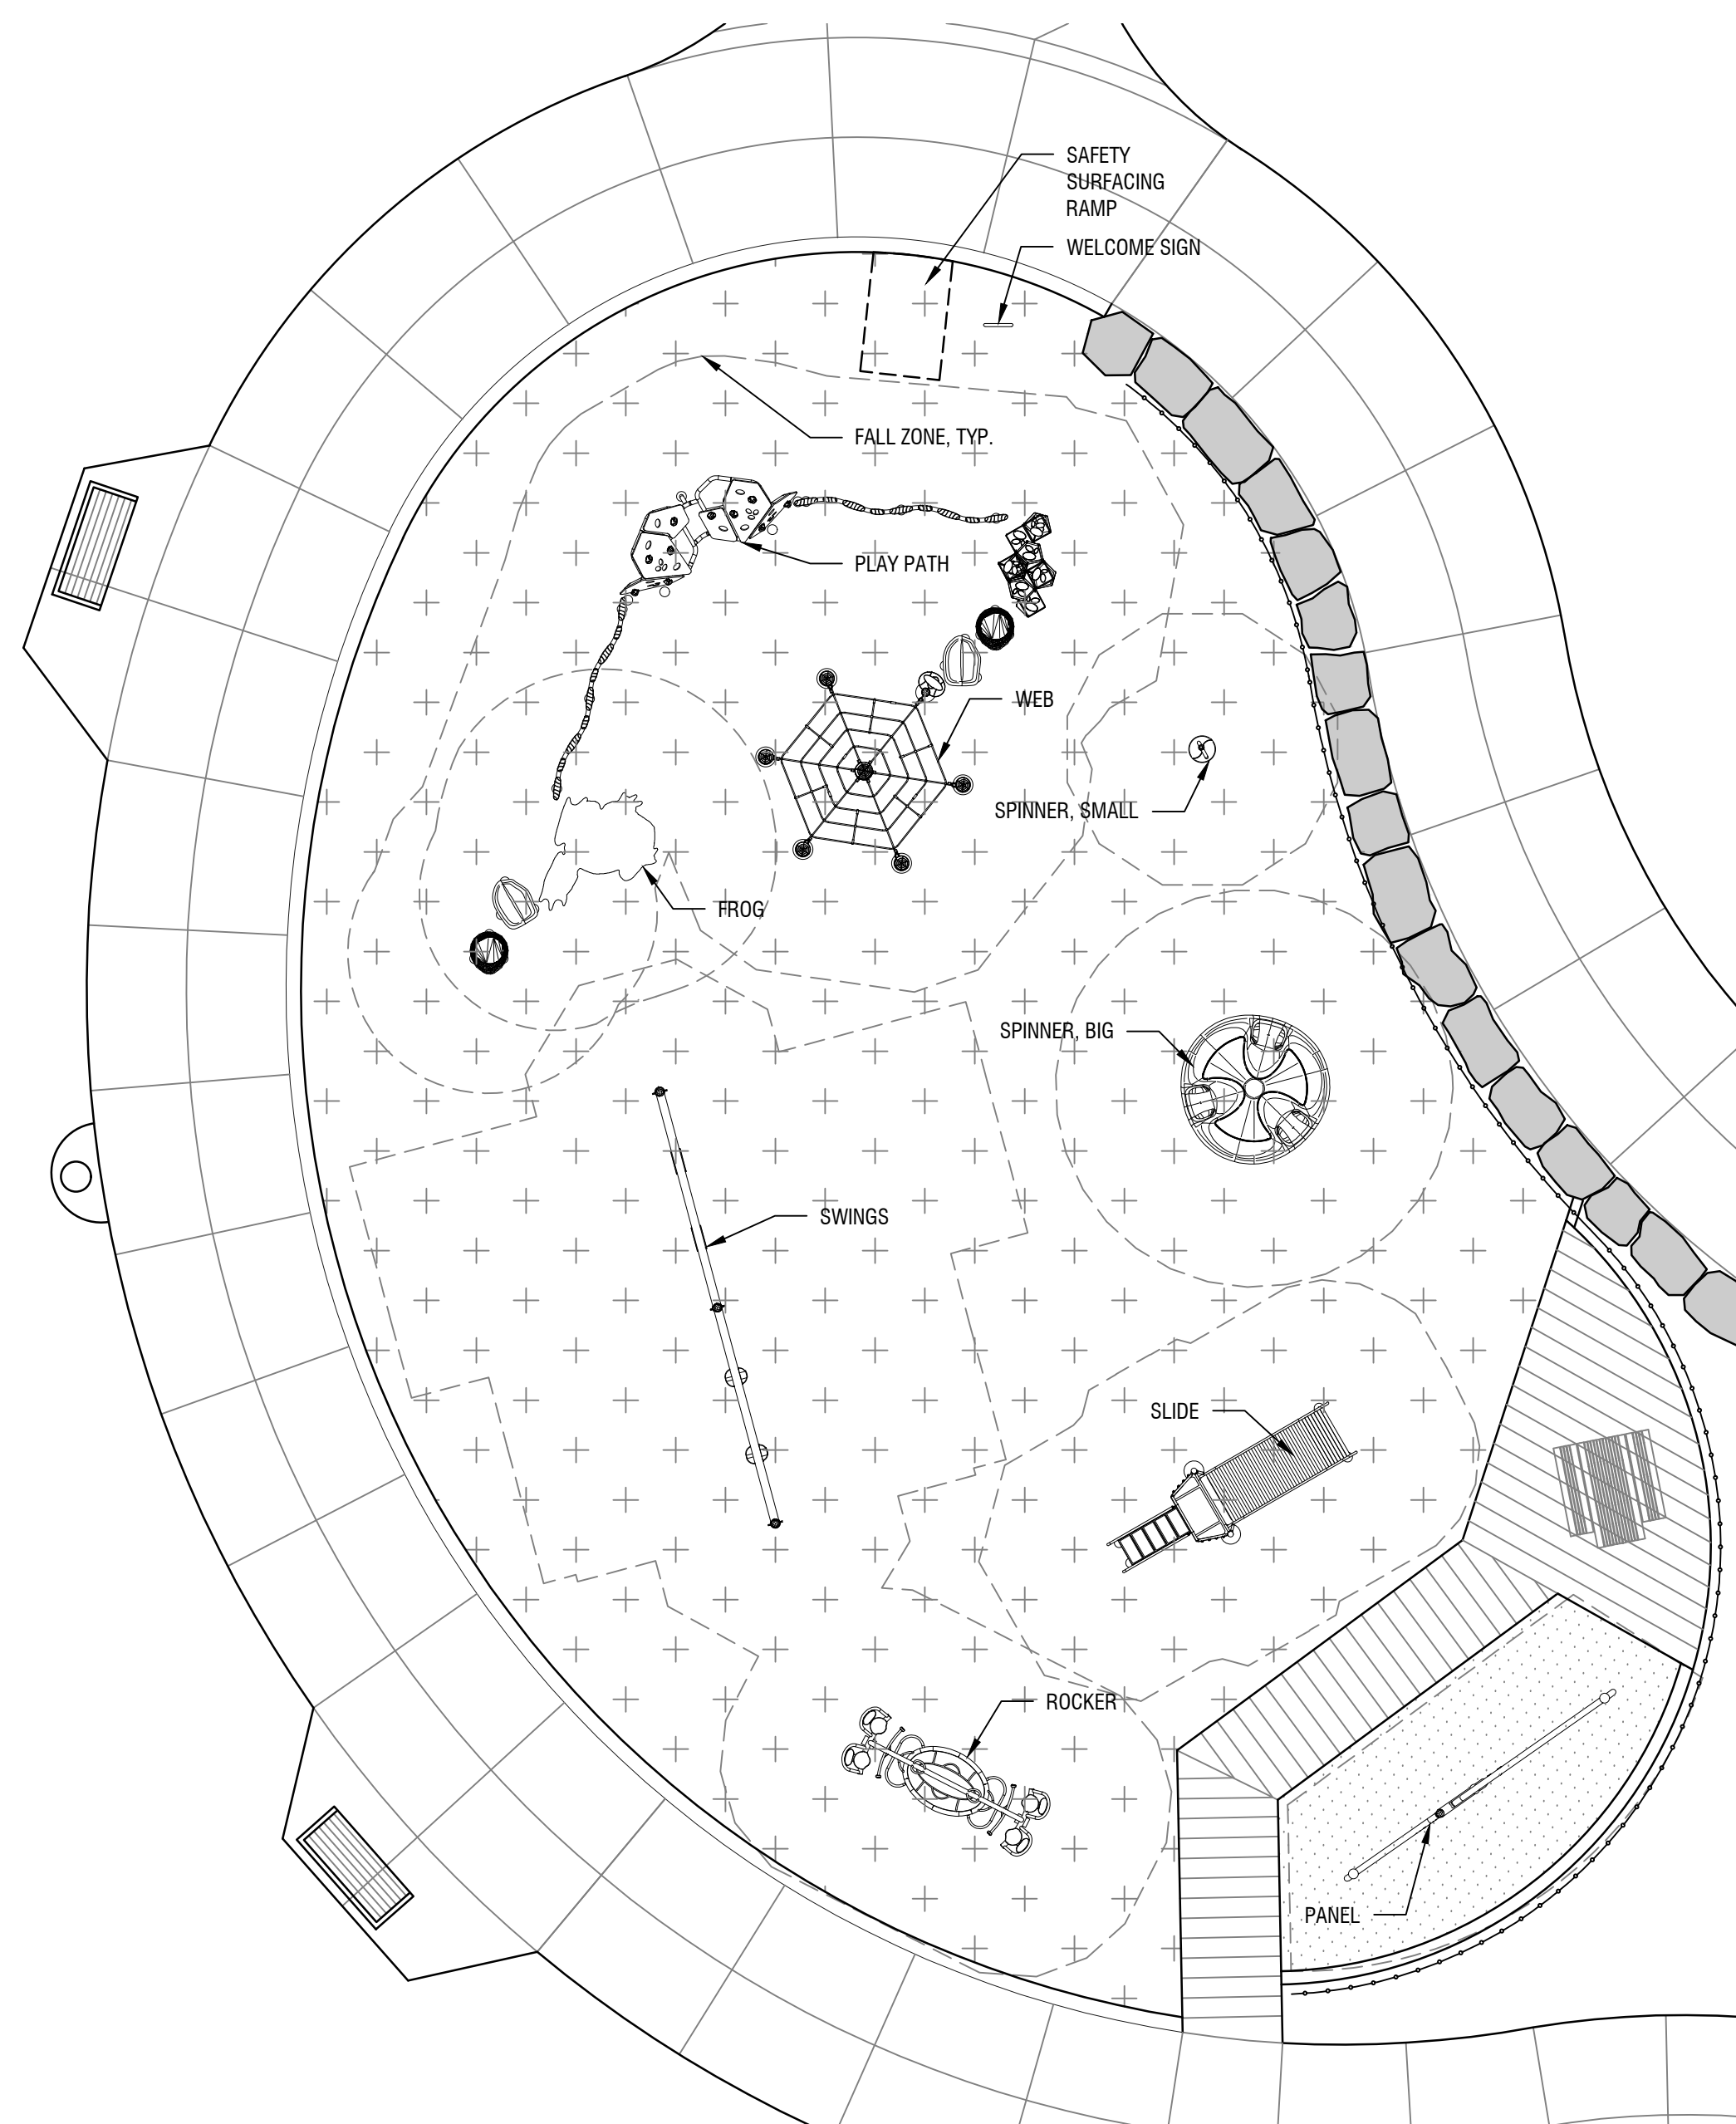 SAFETY
SURFACING
RAMP
WELCOME SIGN
FALL ZONE, TYP.
PLAY PATH
WEB
SPINNER, SMALL
FROG
SPINNER, BIG
SWINGS
SLIDE
ROCKER
PANEL